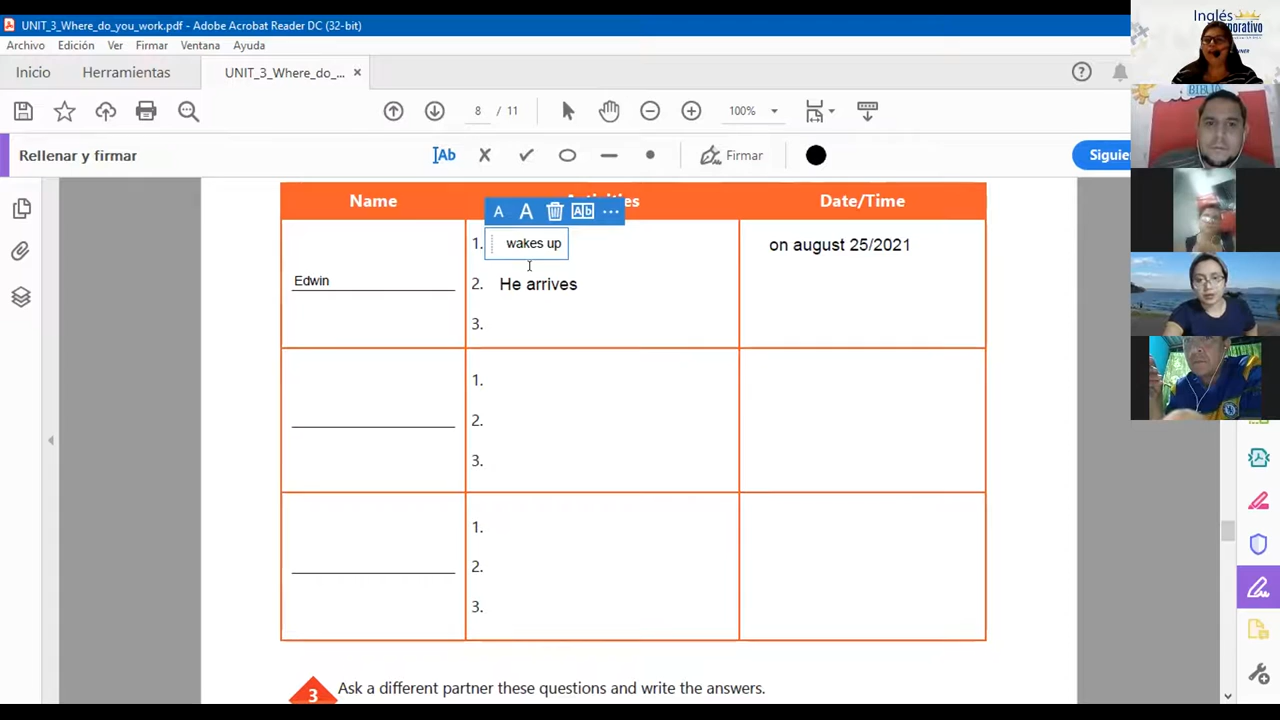 UNIT_3_Where_do_you_work.pdf - Adobe Acrobat Reader DC (32-bit)
Archivo Edición Ver Firmar Ventana Ayuda
Inicio Herramientas UNIT_3_Where_do_...
8 / 11 100%
Rellenar y firmar Firmar
Inglés
Name Date/Time
A A Ab ...
1. wakes up on august 25/2021
Edwin
2. He arrives
3.
1.
2.
3.
1.
2.
3.
3 Ask a different partner these questions and write the answers.